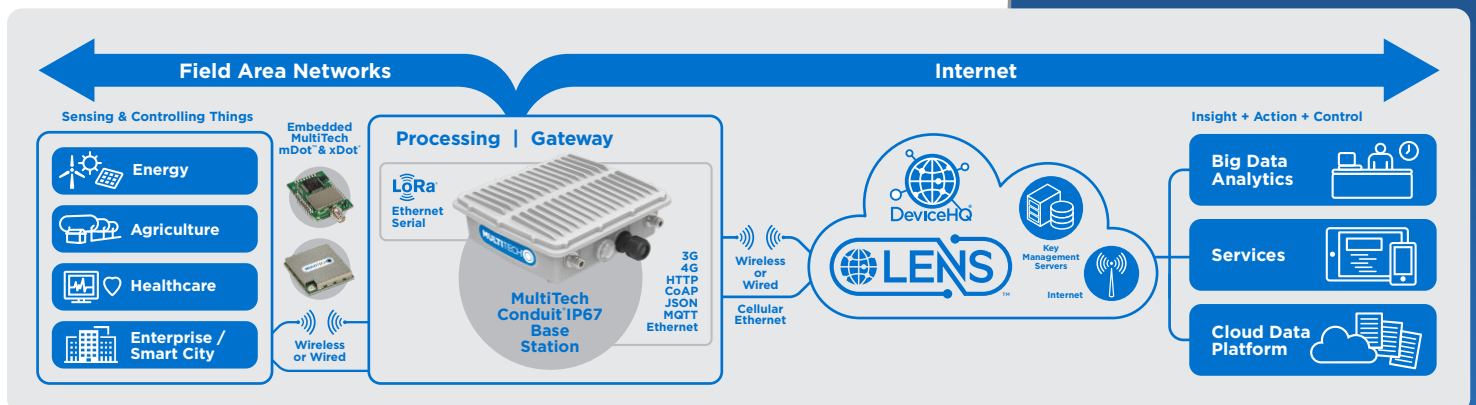 Field Area Networks
Internet
Sensing & Controlling Things
Energy
Agriculture
Healthcare
Enterprise /
Smart City
Embedded
MultiTech
mDot™ & xDot®
Wireless
or Wired
Processing | Gateway
LoRa®
Ethernet
Serial
MULTITECH
MultiTech
Conduit® IP67
Base
Station
3G
4G
HTTP
CoAP
JSON
MQTT
Ethernet
Wireless
or
Wired
Cellular
Ethernet
DeviceHQ®
LENS™
Key
Management
Servers
Internet
Insight + Action + Control
Big Data
Analytics
Services
Cloud Data
Platform